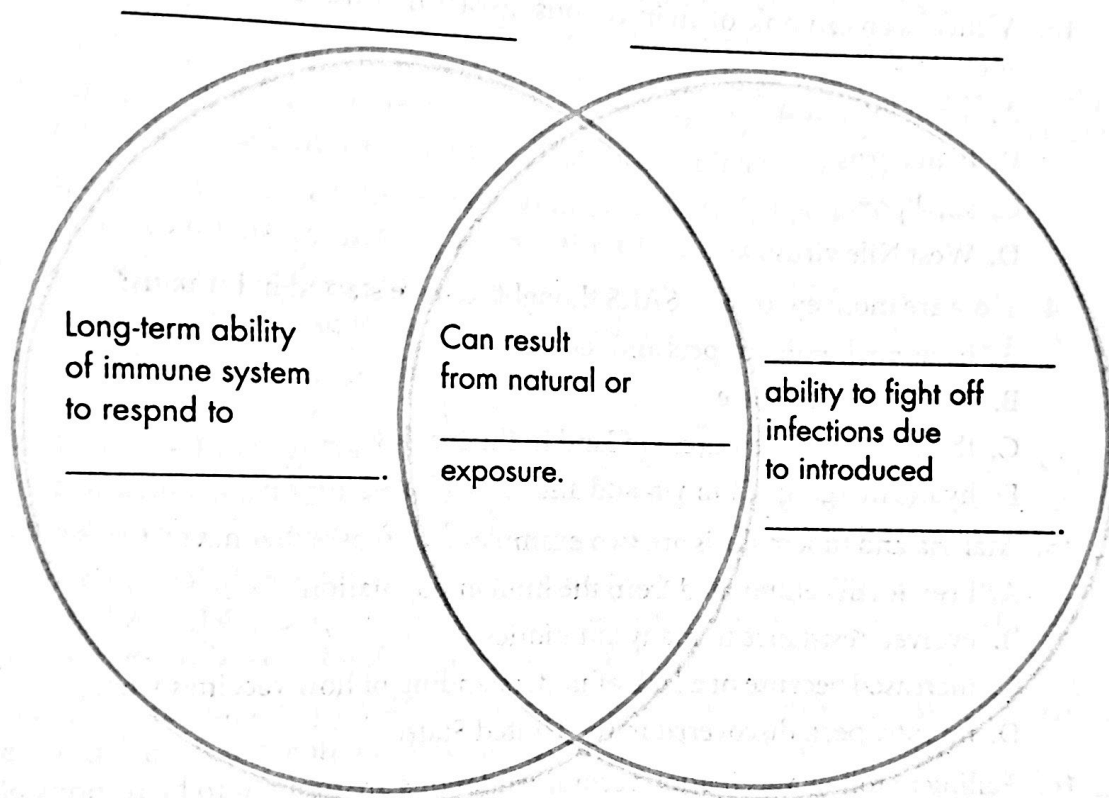 Long-term ability
of immune system
to respnd to
.
Can result
from natural or
exposure.
ability to fight off
infections due
to introduced
.